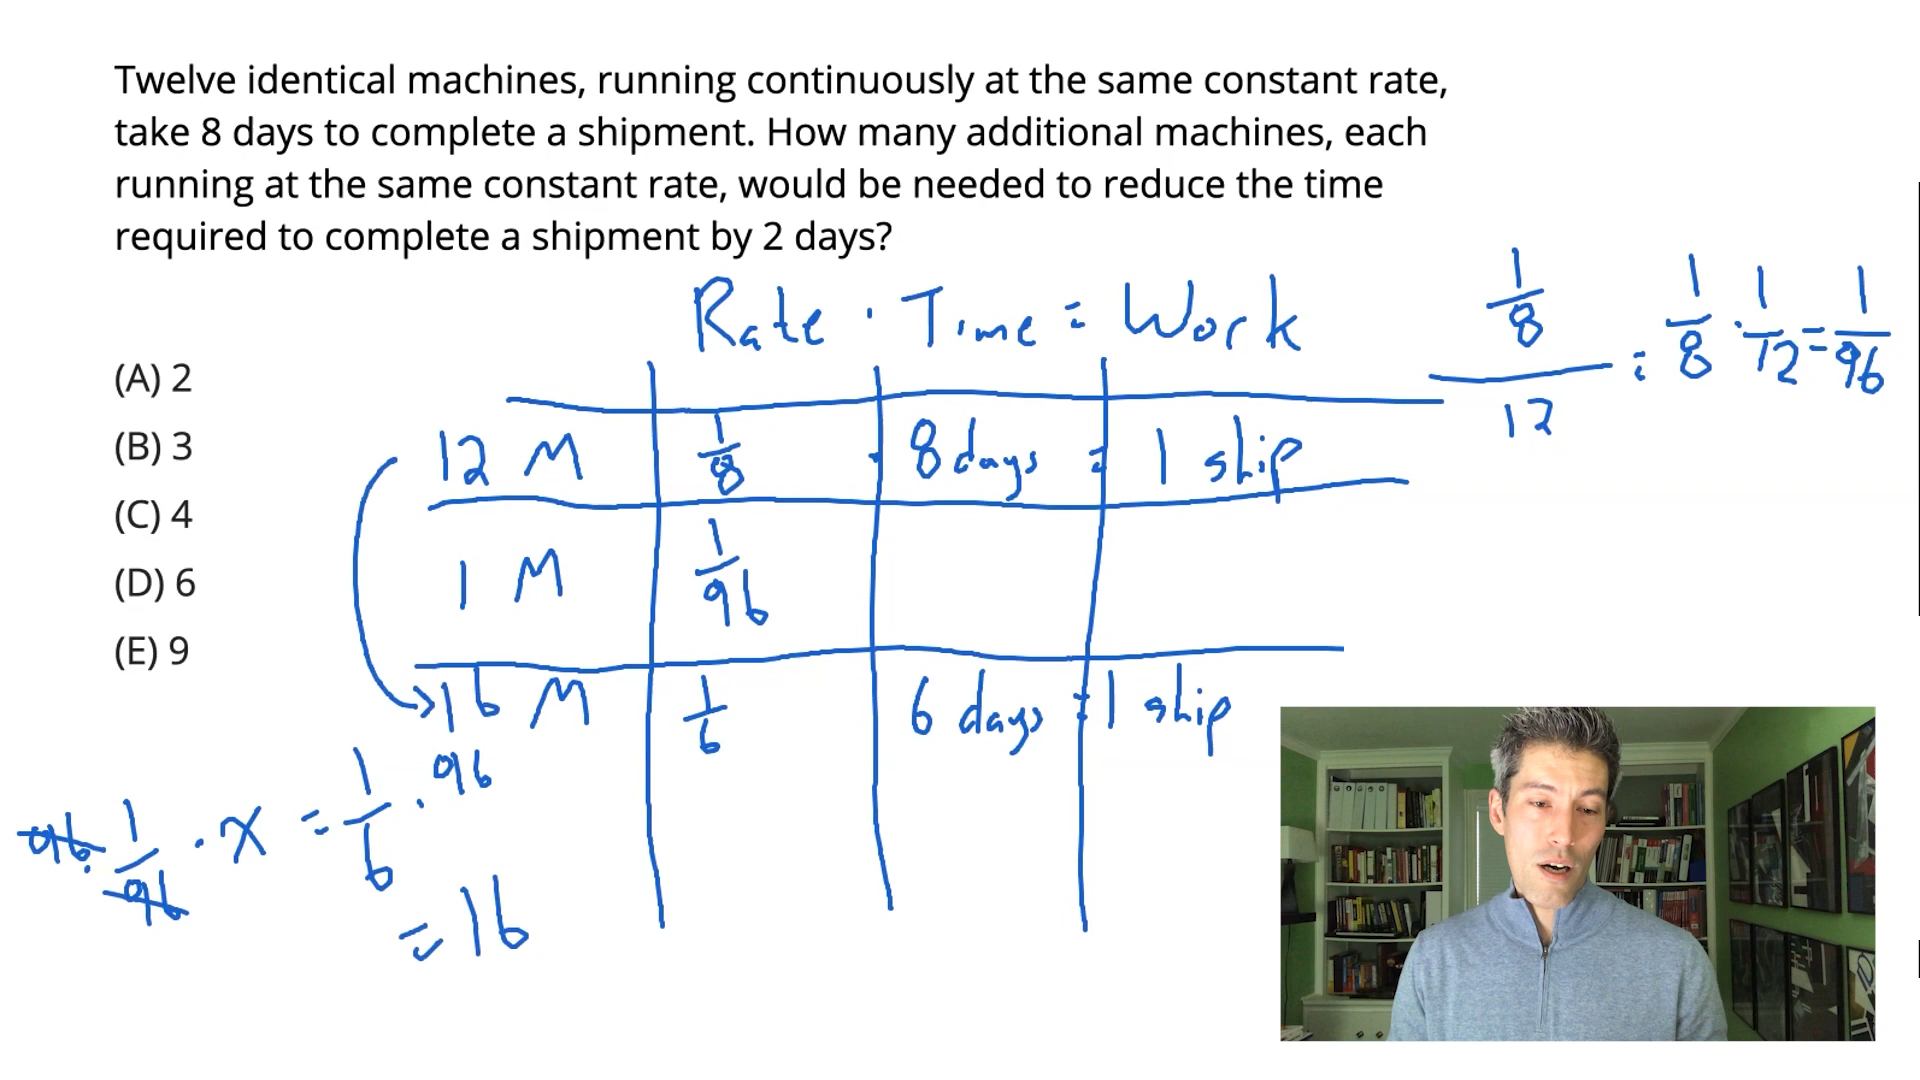 Twelve identical machines, running continuously at the same constant rate,
take 8 days to complete a shipment. How many additional machines, each
running at the same constant rate, would be needed to reduce the time
required to complete a shipment by 2 days?
Rate · Time = Work
1/8 / 12 = 1/8 · 1/12 = 1/96
(A) 2
(B) 3
(C) 4
(D) 6
(E) 9
12 M 1/8 · 8 days = 1 ship
1 M 1/96
16 M 1/6 6 days = 1 ship
96 · 1/96 · x = 1/6 · 96
= 16